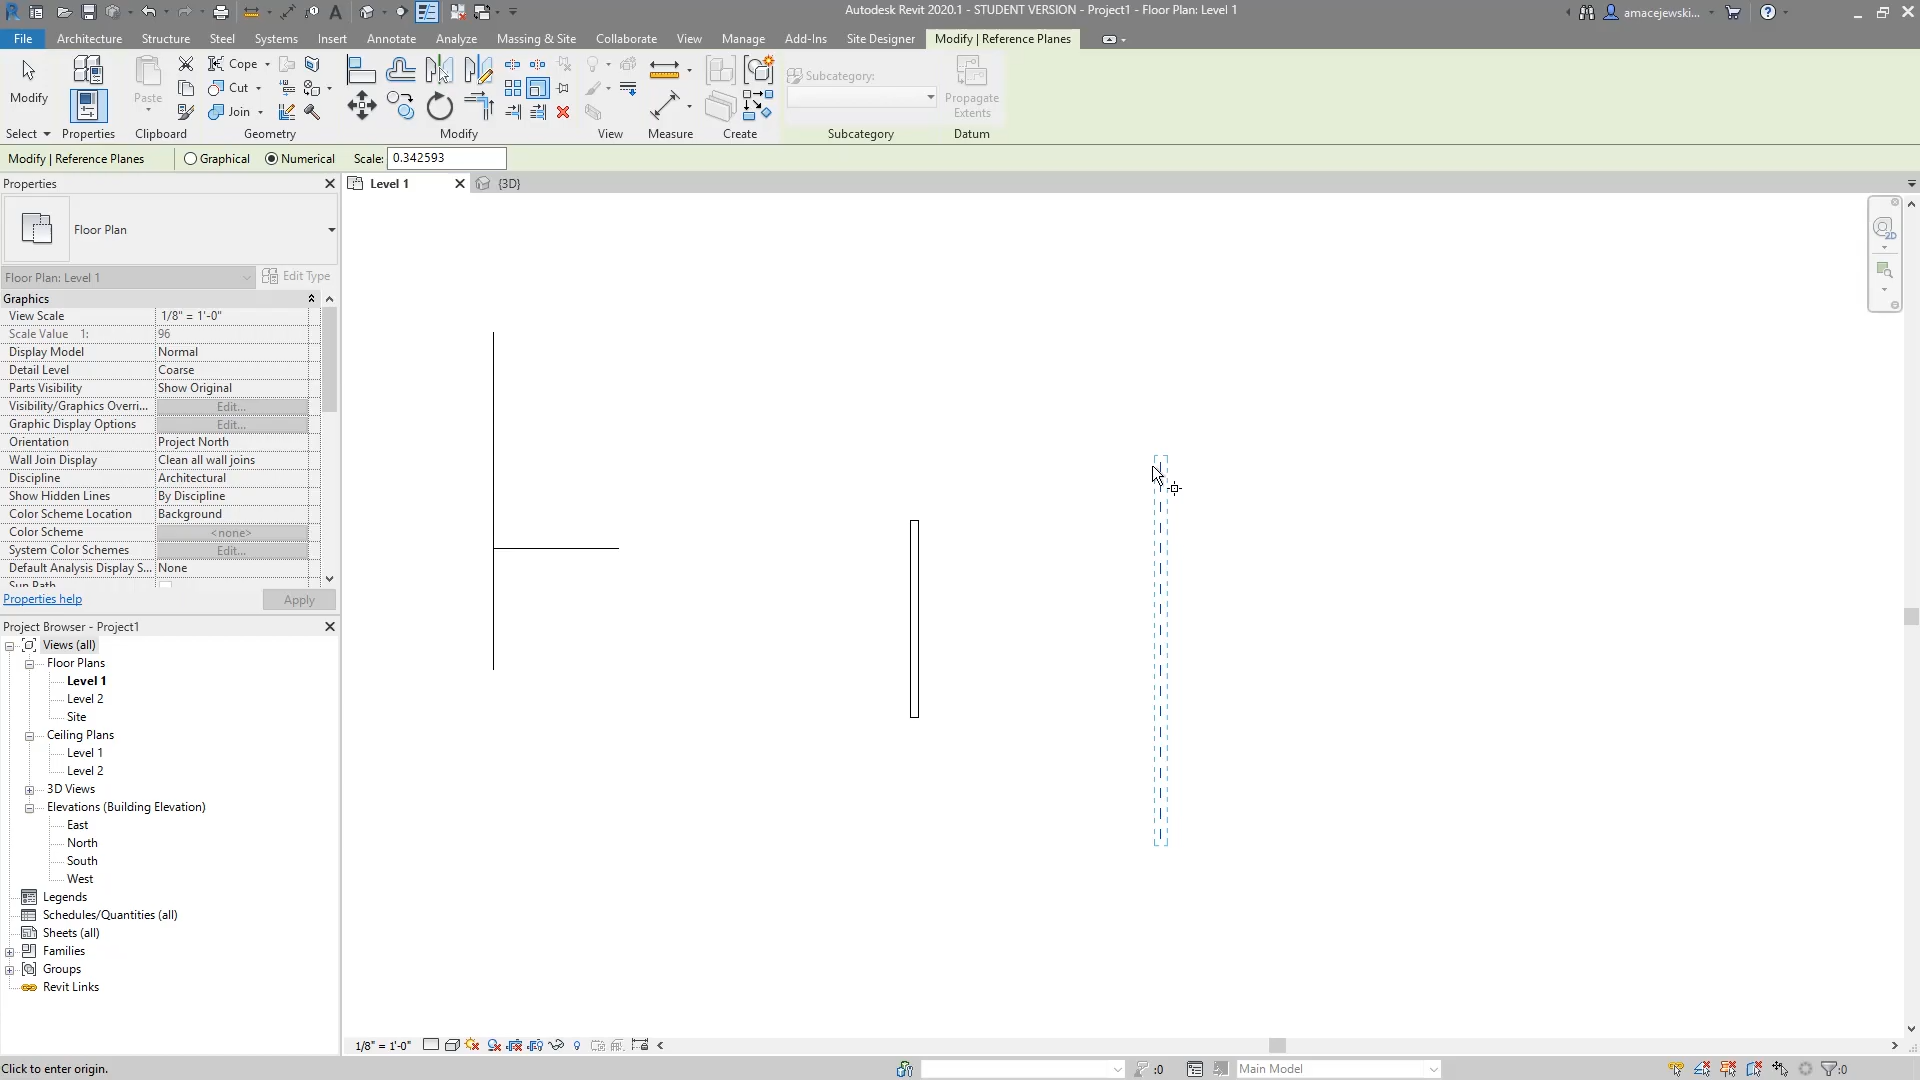 Autodesk Revit 2020.1 - STUDENT VERSION - Project1 - Floor Plan: Level 1
amacejewski...
File Architecture Structure Steel Systems Insert Annotate Analyze Massing & Site Collaborate View Manage Add-Ins Site Designer Modify | Reference Planes
Modify
Paste
Cope
Cut
Join
Subcategory:
Propagate
Extents
Select Properties Clipboard Geometry Modify View Measure Create Subcategory Datum
Modify | Reference Planes Graphical Numerical Scale: 0.342593
Properties
Level 1 {3D}
Floor Plan
Floor Plan: Level 1 Edit Type
Graphics
View Scale 1/8" = 1'-0"
Scale Value 1: 96
Display Model Normal
Detail Level Coarse
Parts Visibility Show Original
Visibility/Graphics Overri... Edit...
Graphic Display Options Edit...
Orientation Project North
Wall Join Display Clean all wall joins
Discipline Architectural
Show Hidden Lines By Discipline
Color Scheme Location Background
Color Scheme <none>
System Color Schemes Edit...
Default Analysis Display S... None
Sun Path
Properties help Apply
Project Browser - Project1
Views (all)
Floor Plans
Level 1
Level 2
Site
Ceiling Plans
Level 1
Level 2
3D Views
Elevations (Building Elevation)
East
North
South
West
Legends
Schedules/Quantities (all)
Sheets (all)
Families
Groups
Revit Links
2D
1/8" = 1'-0"
Click to enter origin. :0 Main Model :0